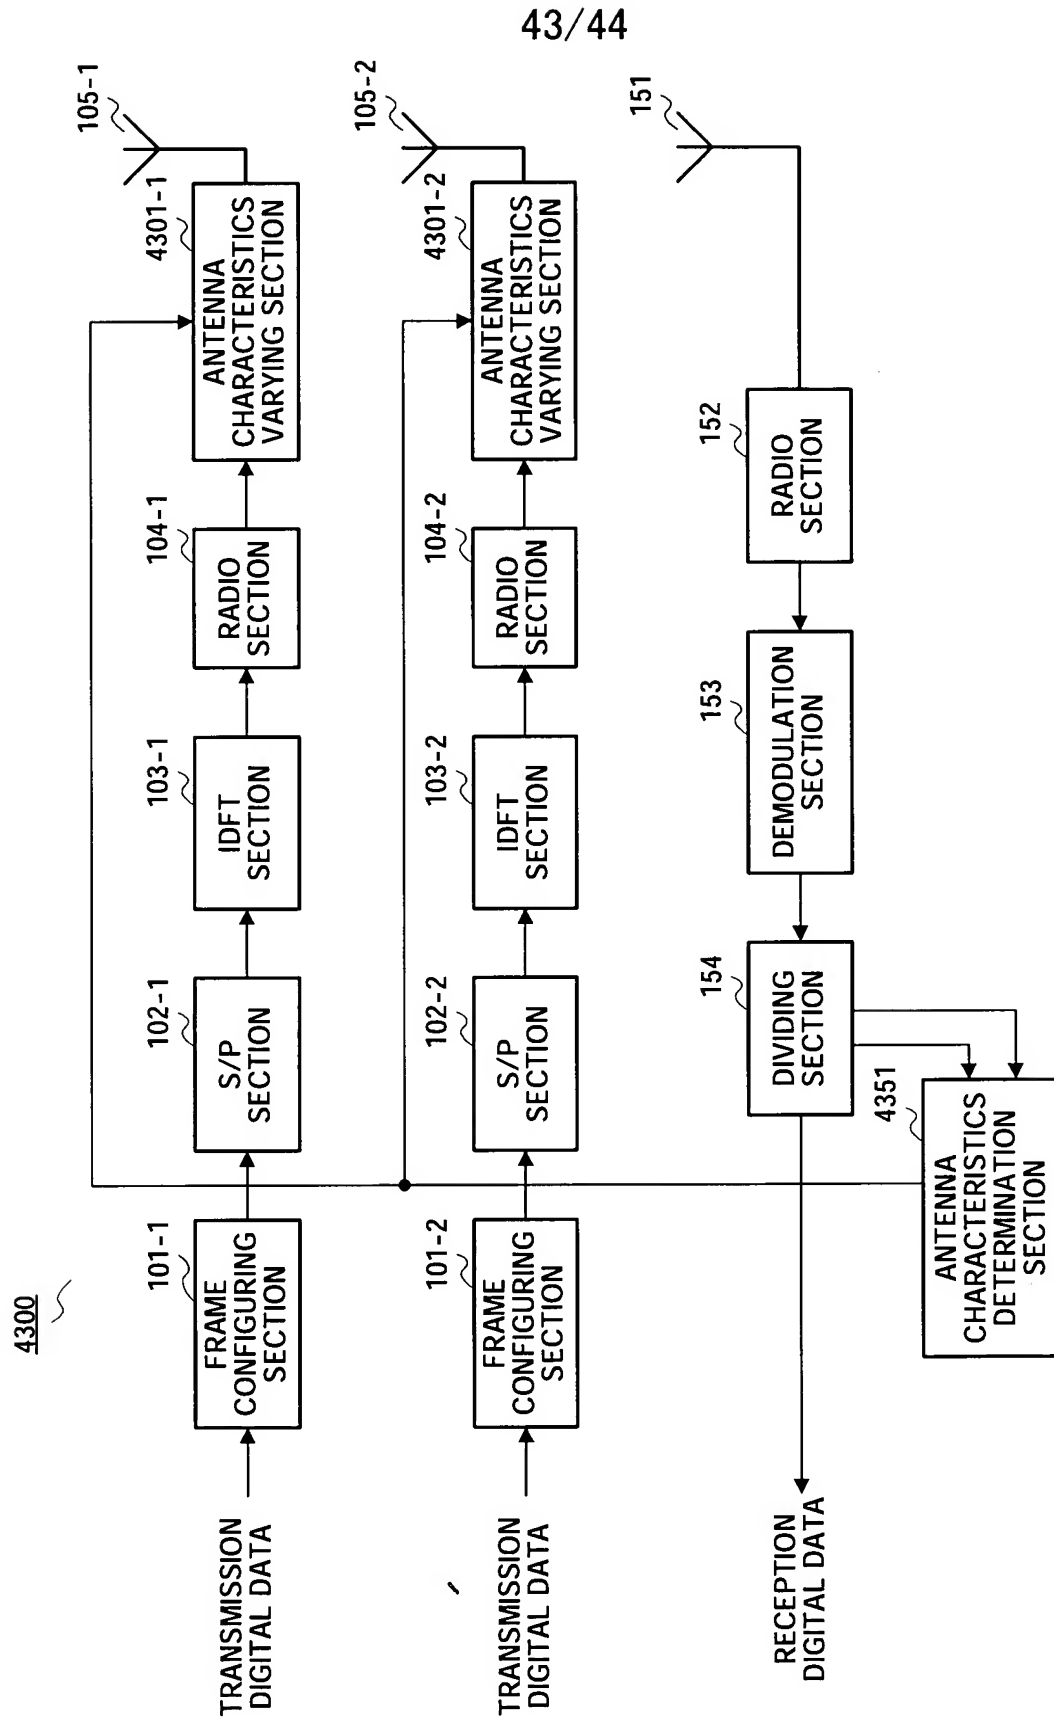 43/44
4300
TRANSMISSION
DIGITAL DATA
101-1
FRAME
CONFIGURING
SECTION
102-1
S/P
SECTION
103-1
IDFT
SECTION
104-1
RADIO
SECTION
4301-1
ANTENNA
CHARACTERISTICS
VARYING SECTION
105-1
TRANSMISSION
DIGITAL DATA
101-2
FRAME
CONFIGURING
SECTION
102-2
S/P
SECTION
103-2
IDFT
SECTION
104-2
RADIO
SECTION
4301-2
ANTENNA
CHARACTERISTICS
VARYING SECTION
105-2
RECEPTION
DIGITAL DATA
154
DIVIDING
SECTION
153
DEMODULATION
SECTION
152
RADIO
SECTION
151
4351
ANTENNA
CHARACTERISTICS
DETERMINATION
SECTION